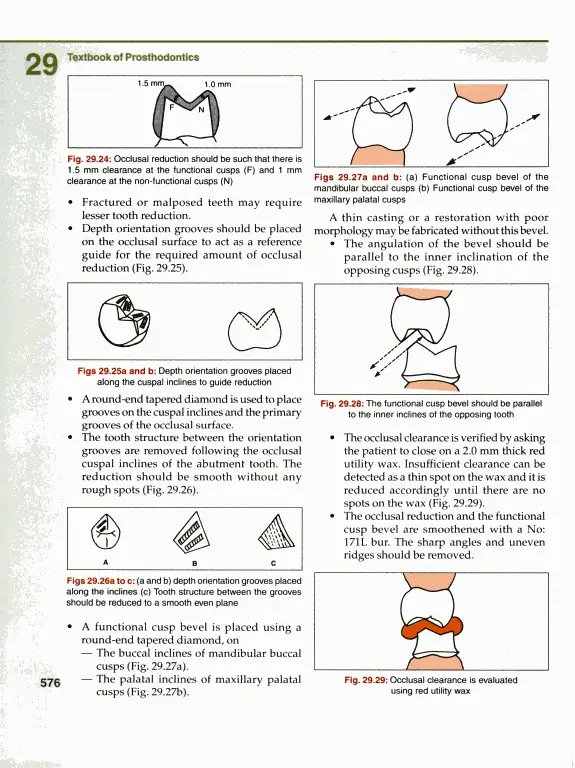 29
Textbook of Prosthodontics
1.5 mm
1.0 mm
F
N
Fig. 29.24: Occlusal reduction should be such that there is
1.5 mm clearance at the functional cusps (F) and 1 mm
clearance at the non-functional cusps (N)
• Fractured or malposed teeth may require
lesser tooth reduction.
• Depth orientation grooves should be placed
on the occlusal surface to act as a reference
guide for the required amount of occlusal
reduction (Fig. 29.25).
Figs 29.25a and b: Depth orientation grooves placed
along the cuspal inclines to guide reduction
• A round-end tapered diamond is used to place
grooves on the cuspal inclines and the primary
grooves of the occlusal surface.
• The tooth structure between the orientation
grooves are removed following the occlusal
cuspal inclines of the abutment tooth. The
reduction should be smooth without any
rough spots (Fig. 29.26).
A
B
C
Figs 29.26a to c: (a and b) depth orientation grooves placed
along the inclines (c) Tooth structure between the grooves
should be reduced to a smooth even plane
• A functional cusp bevel is placed using a
round-end tapered diamond, on
— The buccal inclines of mandibular buccal
cusps (Fig. 29.27a).
— The palatal inclines of maxillary palatal
cusps (Fig. 29.27b).
576
Figs 29.27a and b: (a) Functional cusp bevel of the
mandibular buccal cusps (b) Functional cusp bevel of the
maxillary palatal cusps
A thin casting or a restoration with poor
morphology may be fabricated without this bevel.
• The angulation of the bevel should be
parallel to the inner inclination of the
opposing cusps (Fig. 29.28).
Fig. 29.28: The functional cusp bevel should be parallel
to the inner inclines of the opposing tooth
• The occlusal clearance is verified by asking
the patient to close on a 2.0 mm thick red
utility wax. Insufficient clearance can be
detected as a thin spot on the wax and it is
reduced accordingly until there are no
spots on the wax (Fig. 29.29).
• The occlusal reduction and the functional
cusp bevel are smoothened with a No:
171L bur. The sharp angles and uneven
ridges should be removed.
Fig. 29.29: Occlusal clearance is evaluated
using red utility wax